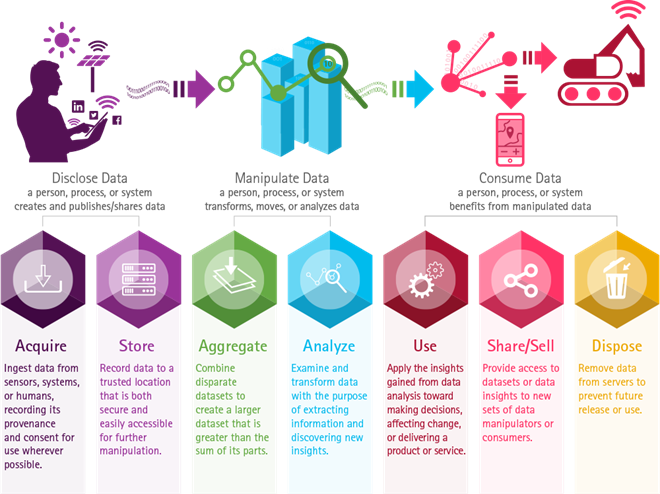 Disclose Data
a person, process, or system
creates and publishes/shares data
Manipulate Data
a person, process, or system
transforms, moves, or analyzes data
Consume Data
a person, process, or system
benefits from manipulated data
Acquire
Ingest data from
sensors, systems,
or humans,
recording its
provenance
and consent for
use wherever
possible.
Store
Record data to a
trusted location
that is both
secure and
easily accessible
for further
manipulation.
Aggregate
Combine
disparate
datasets to
create a larger
dataset that is
greater than the
sum of its parts.
Analyze
Examine and
transform data
with the purpose
of extracting
information and
discovering new
insights.
Use
Apply the insights
gained from data
analysis toward
making decisions,
affecting change,
or delivering a
product or service.
Share/Sell
Provide access to
datasets or data
insights to new
sets of data
manipulators or
consumers.
Dispose
Remove data
from servers to
prevent future
release or use.